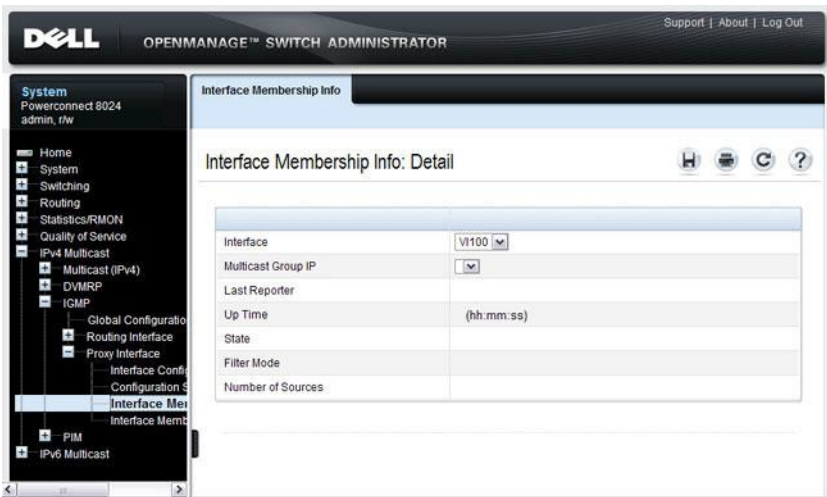 Support | About | Log Out
DELL
OPENMANAGE™ SWITCH ADMINISTRATOR
System
Powerconnect 8024
admin, r/w
Interface Membership Info
Home
System
Switching
Routing
Statistics/RMON
Quality of Service
IPv4 Multicast
Multicast (IPv4)
DVMRP
IGMP
Global Configuratio
Routing Interface
Proxy Interface
Interface Config
Configuration S
Interface Mem
Interface Memb
PIM
IPv6 Multicast
Interface Membership Info: Detail
Interface Vl100
Multicast Group IP
Last Reporter
Up Time (hh:mm:ss)
State
Filter Mode
Number of Sources